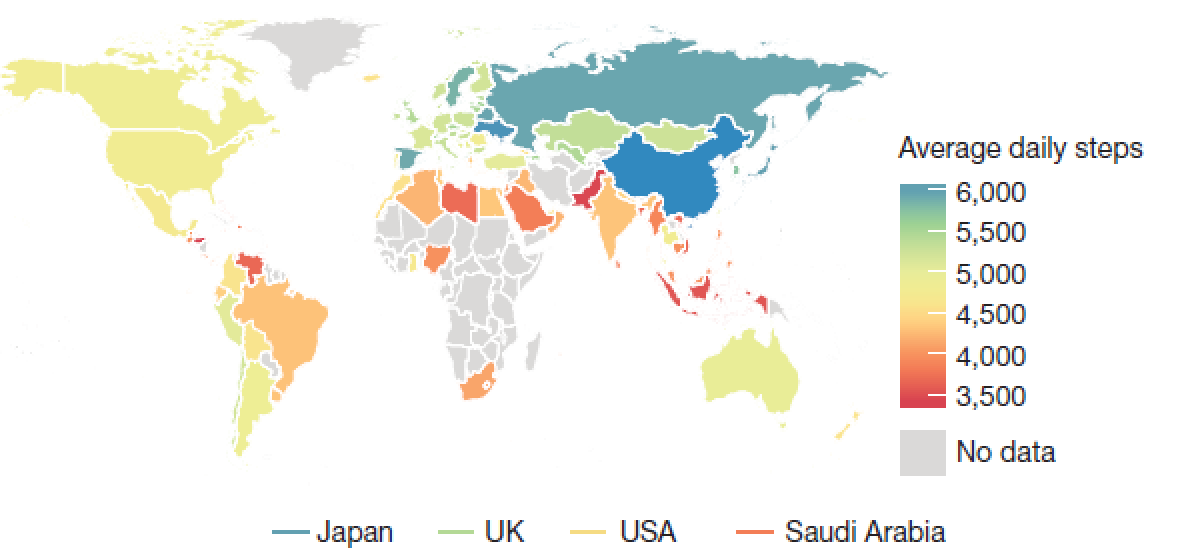 Average daily steps
6,000
5,500
5,000
4,500
4,000
3,500
No data
Japan UK USA Saudi Arabia